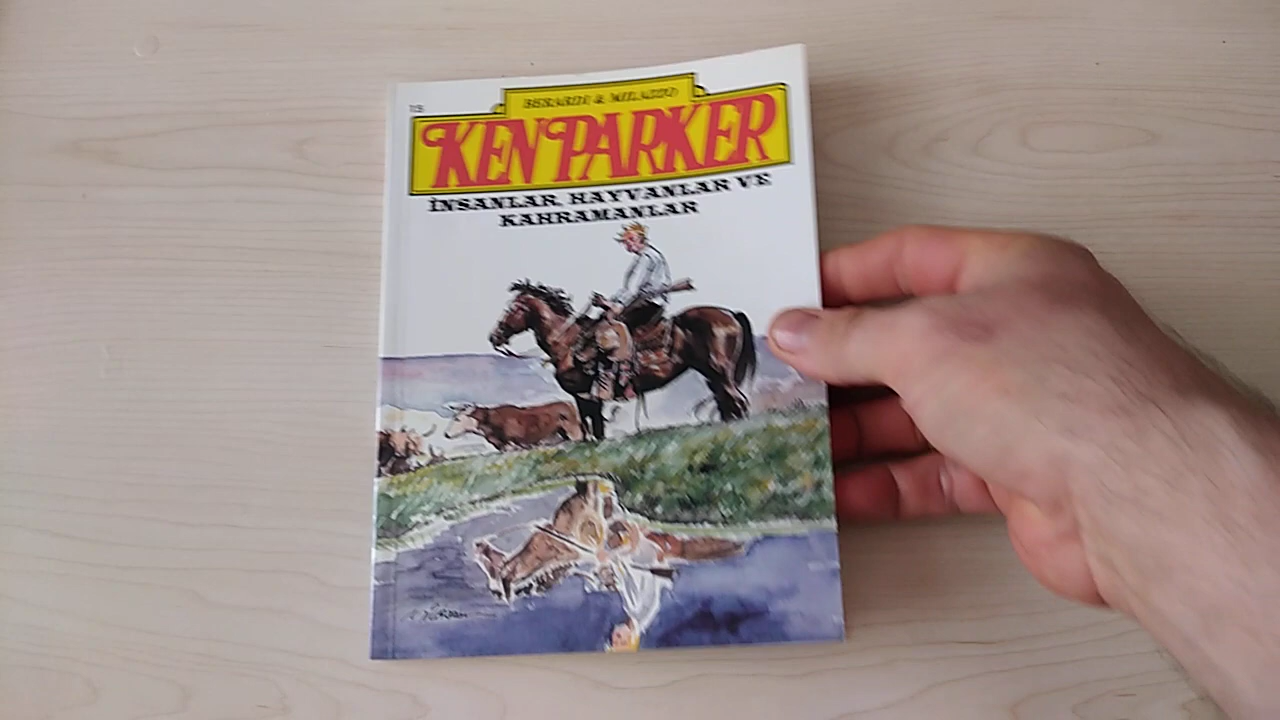 BERARDI & MILAZZO
KEN PARKER
İNSANLAR, HAYVANLAR VE
KAHRAMANLAR